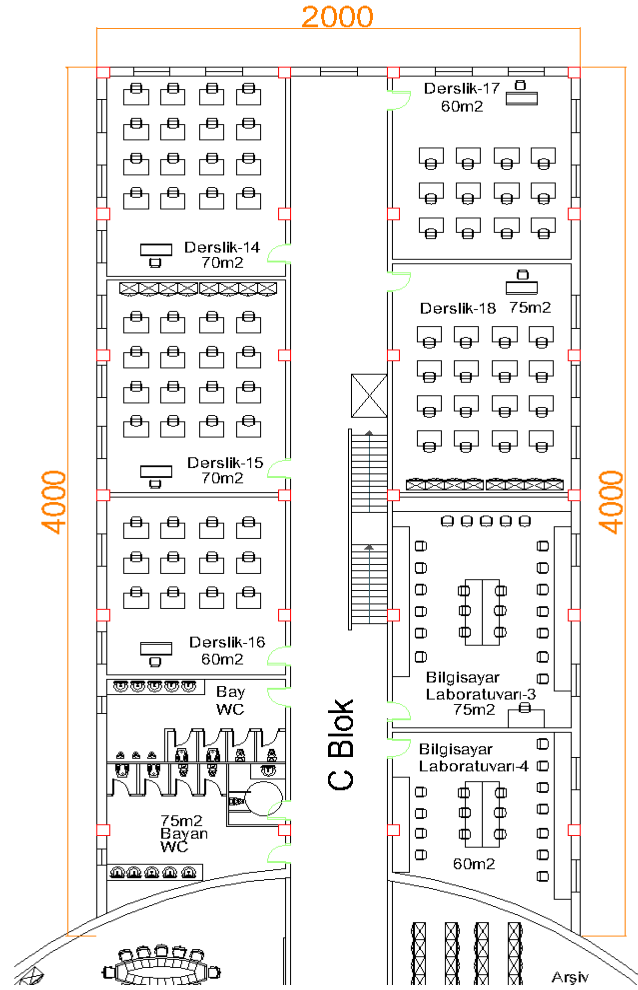 2000
Derslik-17
60m2
Derslik-14
70m2
Derslik-18 75m2
Derslik-15
70m2
4000
4000
Derslik-16
60m2
Bay
WC
Bilgisayar
Laboratuvarı-3
75m2
C Blok
Bilgisayar
Laboratuvarı-4
60m2
75m2
Bayan
WC
Arşiv